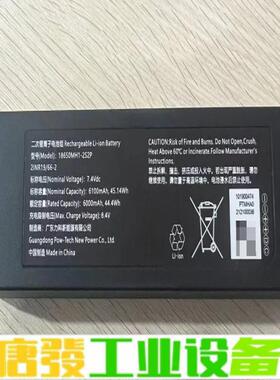 二次锂离子电池组 Rechargeable Li-ion Battery
型号(Model): 18650MH1-2S2P
2INR19/66-2
标称电压(Nominal Voltage): 7.4Vdc
标称容量(Nominal Capacity): 6100mAh, 45.14Wh
额定容量(Rated Capacity): 6000mAh, 44.4Wh
充电限制电压(Max Charge Voltage): 8.4V
制造商: 广东力科新能源有限公司
Guangdong Pow-Tech New Power Co., Ltd.
Made in China
Caution:Risk of Fire and Burns. Do Not Open,Crush,
Heat Above 60℃ or Incinerate. Follow Manufacturer's
Instructions.
Li-ion
101900474
PTMHA0
212100038
唐發工业设备